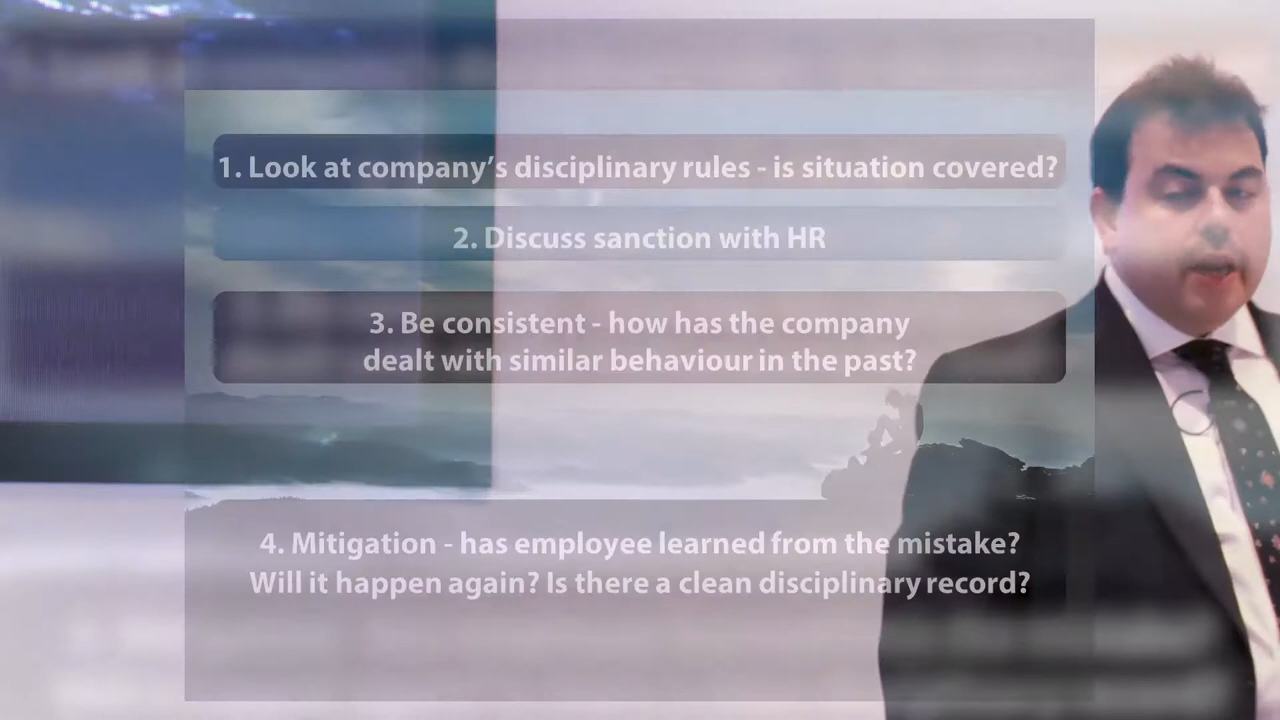 1. Look at company’s disciplinary rules - is situation covered?
2. Discuss sanction with HR
3. Be consistent - how has the company
dealt with similar behaviour in the past?
4. Mitigation - has employee learned from the mistake?
Will it happen again? Is there a clean disciplinary record?